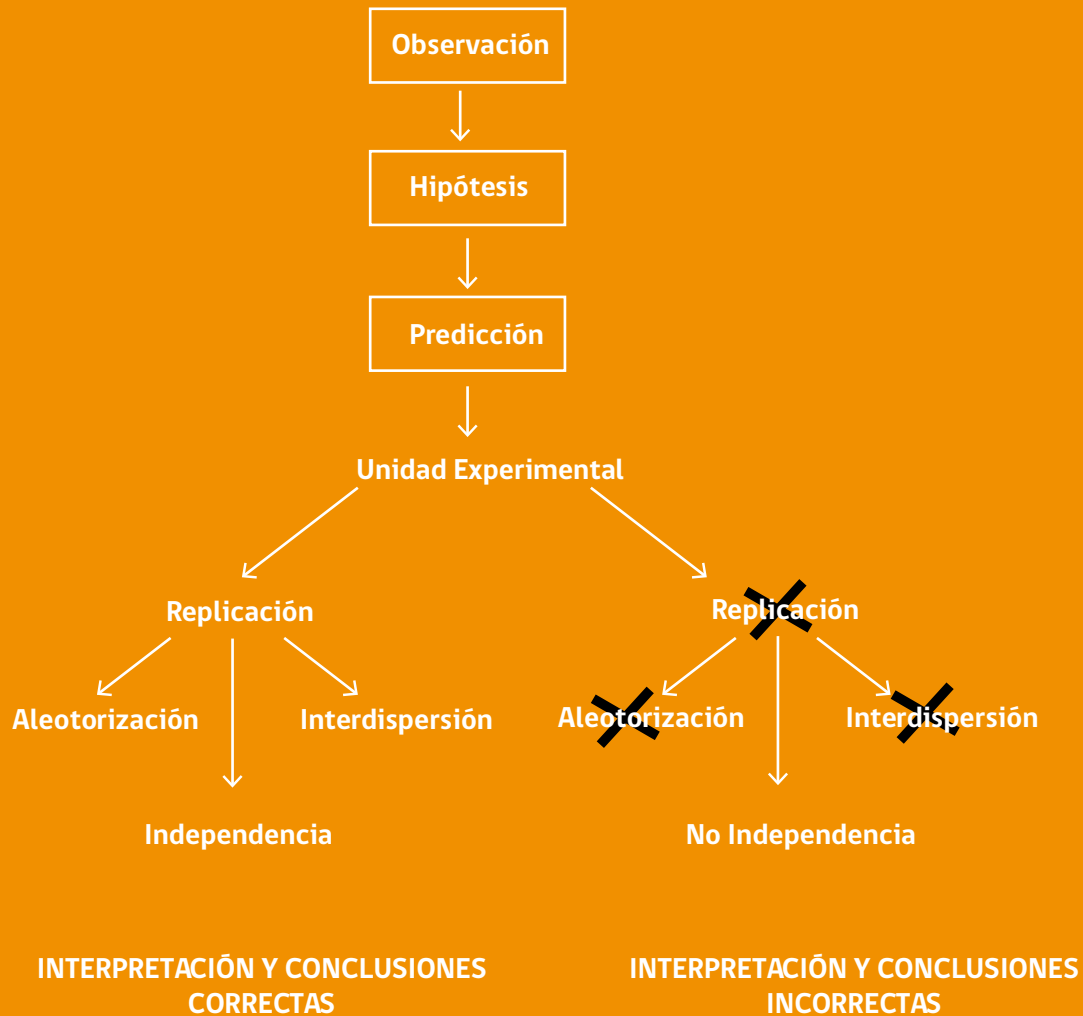 Observación
Hipótesis
Predicción
Unidad Experimental
Replicación
Replicación
Aleotorización
Interdispersión
Aleotorización
Interdispersión
Independencia
No Independencia
INTERPRETACIÓN Y CONCLUSIONES
CORRECTAS
INTERPRETACIÓN Y CONCLUSIONES
INCORRECTAS